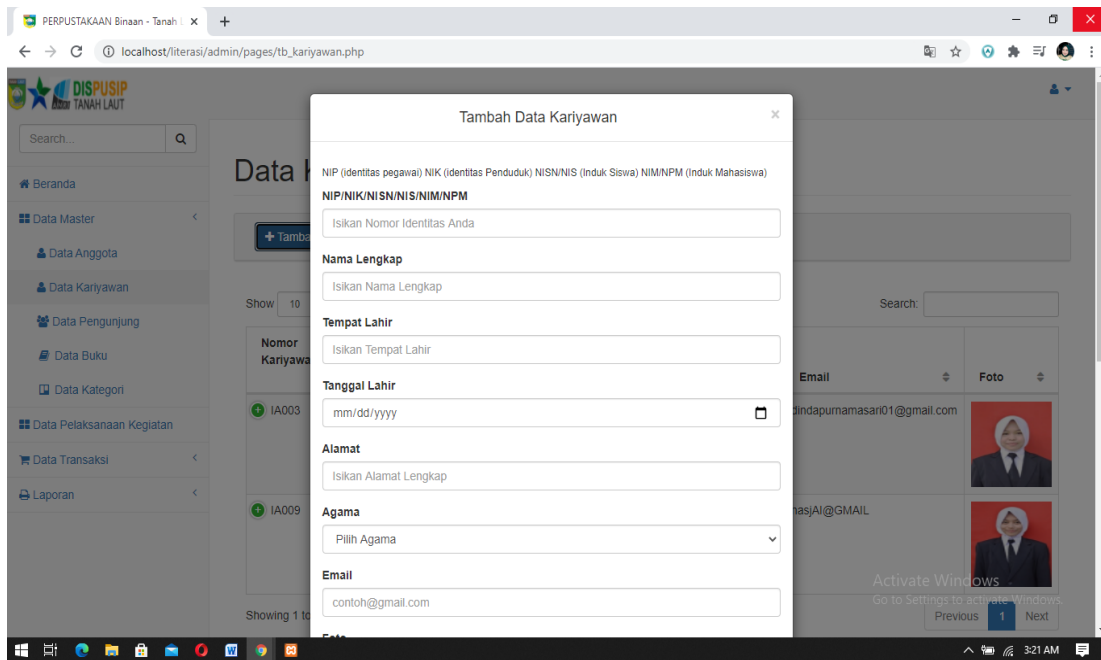 PERPUSTAKAAN Binaan - Tanah L
localhost/literasi/admin/pages/tb_kariyawan.php
DISPUSIP
TANAH LAUT
Search...
Beranda
Data Master
Data Anggota
Data Kariyawan
Data Pengunjung
Data Buku
Data Kategori
Data Pelaksanaan Kegiatan
Data Transaksi
Laporan
Data K
+ Tamba
Show 10
Search:
Nomor
Kariyawa
Email
Foto
IA003
dindapurnamasari01@gmail.com
IA009
hasjAI@GMAIL
Showing 1 to
Previous 1 Next
Tambah Data Kariyawan
×
NIP (identitas pegawai) NIK (identitas Penduduk) NISN/NIS (Induk Siswa) NIM/NPM (Induk Mahasiswa)
NIP/NIK/NISN/NIS/NIM/NPM
Isikan Nomor Identitas Anda
Nama Lengkap
Isikan Nama Lengkap
Tempat Lahir
Isikan Tempat Lahir
Tanggal Lahir
mm/dd/yyyy
Alamat
Isikan Alamat Lengkap
Agama
Pilih Agama
Email
contoh@gmail.com
Foto
Activate Windows
Go to Settings to activate Windows.
3:21 AM